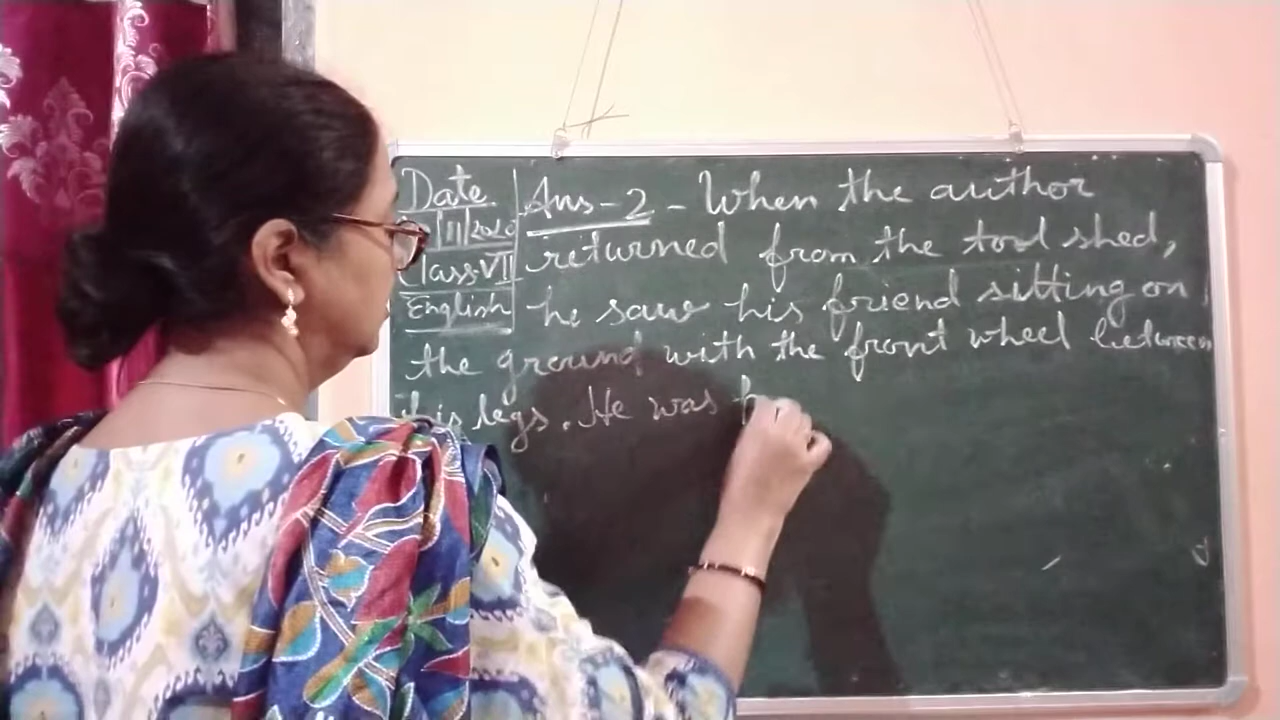 Date
/11/2020
Class-VII
English
Ans-2 - When the author
returned from the tool shed,
he saw his friend sitting on
the ground with the front wheel between
his legs. He was